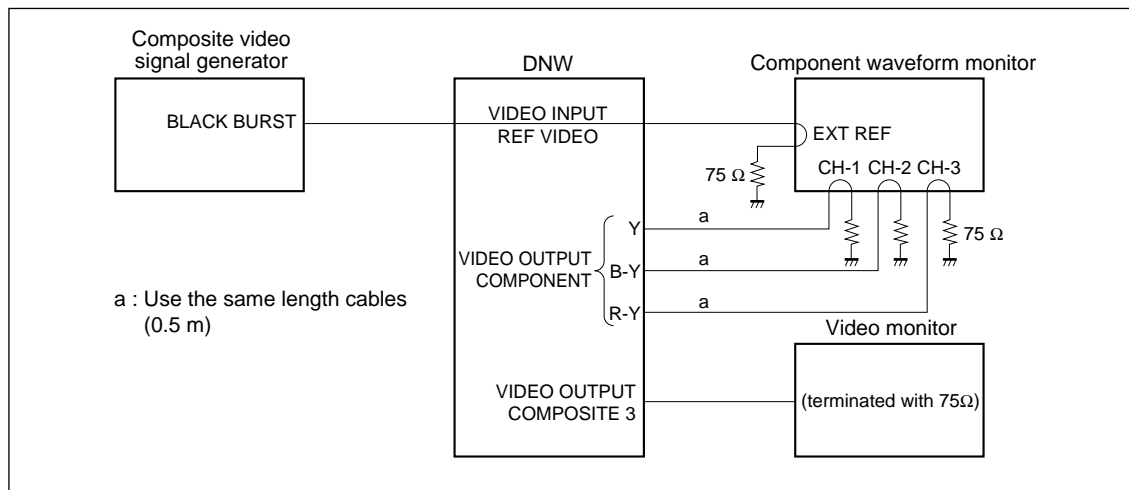 Composite video
signal generator
BLACK BURST
DNW
VIDEO INPUT
REF VIDEO
Component waveform monitor
EXT REF
CH-1 CH-2 CH-3
75 Ω
75 Ω
VIDEO OUTPUT
COMPONENT
Y
B-Y
R-Y
a
a
a
a : Use the same length cables
(0.5 m)
VIDEO OUTPUT
COMPOSITE 3
Video monitor
(terminated with 75Ω)